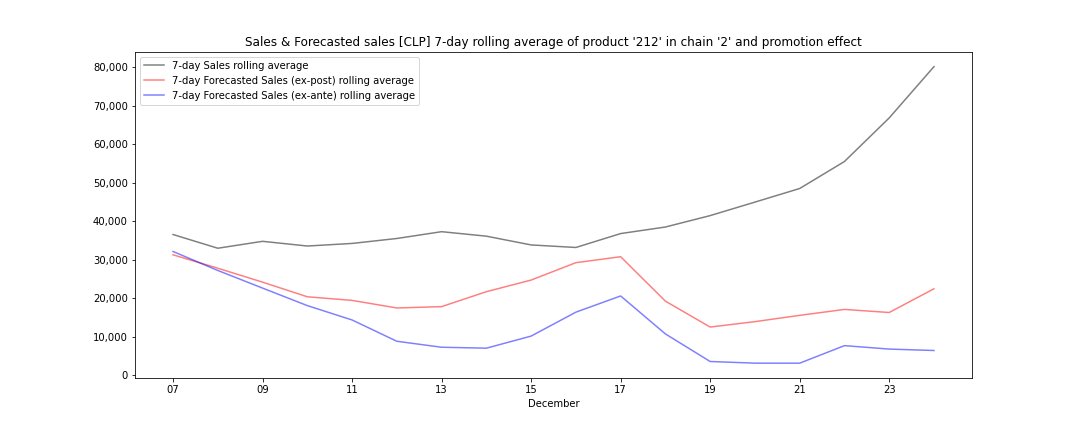 Sales & Forecasted sales [CLP] 7-day rolling average of product '212' in chain '2' and promotion effect
7-day Sales rolling average
7-day Forecasted Sales (ex-post) rolling average
7-day Forecasted Sales (ex-ante) rolling average
80,000
70,000
60,000
50,000
40,000
30,000
20,000
10,000
0
07 09 11 13 15 17 19 21 23
December